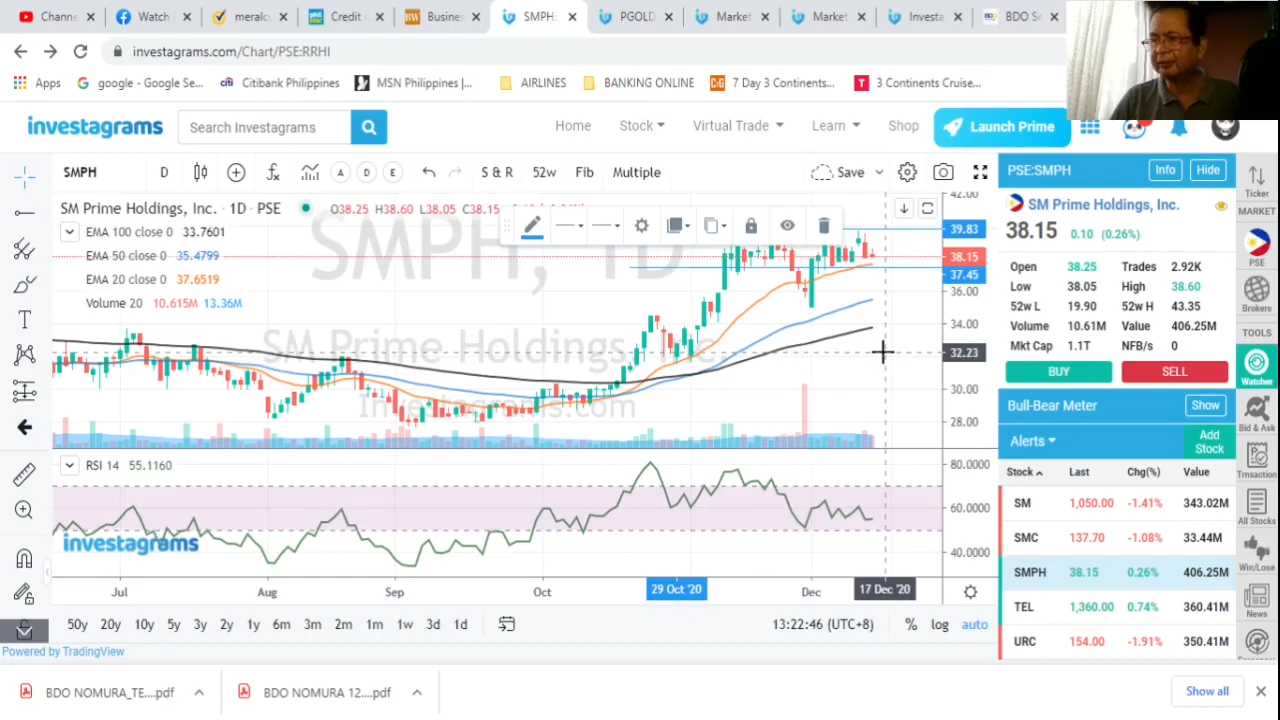 Channe
Watch
meralco
Credit c
Busines
SMPH:
PGOLD
Market
Market
Investa
BDO Se
investagrams.com/Chart/PSE:RRHI
Apps
google - Google Se...
Citibank Philippines
MSN Philippines |...
AIRLINES
BANKING ONLINE
7 Day 3 Continents...
3 Continents Cruise...
investagrams
Search Investagrams
Home
Stock
Virtual Trade
Learn
Shop
Launch Prime
SMPH
D
A
D
E
S & R
52w
Fib
Multiple
Save
PSE:SMPH
Info
Hide
Ticker
MARKET
SM Prime Holdings, Inc. · 1D · PSE
O38.25 H38.60 L38.05 C38.15
EMA 100 close 0 33.7601
EMA 50 close 0 35.4799
EMA 20 close 0 37.6519
Volume 20 10.615M 13.36M
SMPH, 1D
SM Prime Holdings, Inc.
Investagrams.com
42.00
39.83
38.15
37.45
36.00
34.00
32.23
30.00
28.00
SM Prime Holdings, Inc.
38.15 0.10 (0.26%)
Open 38.25 Trades 2.92K
Low 38.05 High 38.60
52w L 19.90 52w H 43.35
Volume 10.61M Value 406.25M
Mkt Cap 1.1T NFB/s 0
BUY
SELL
PSE
Brokers
TOOLS
Watcher
Bid & Ask
Trnsaction
All Stocks
Win/Lose
News
Bull-Bear Meter
Show
Alerts
Add
Stock
Stock Last Chg(%) Value
SM 1,050.00 -1.41% 343.02M
SMC 137.70 -1.08% 33.44M
SMPH 38.15 0.26% 406.25M
TEL 1,360.00 0.74% 360.41M
URC 154.00 -1.91% 350.41M
RSI 14 55.1160
80.0000
60.0000
40.0000
investagrams
Jul
Aug
Sep
Oct
29 Oct '20
Dec
17 Dec '20
50y 20y 10y 5y 3y 2y 1y 6m 3m 2m 1m 1w 3d 1d
13:22:46 (UTC+8)
%
log
auto
Powered by TradingView
BDO NOMURA_TE....pdf
BDO NOMURA 12....pdf
Show all